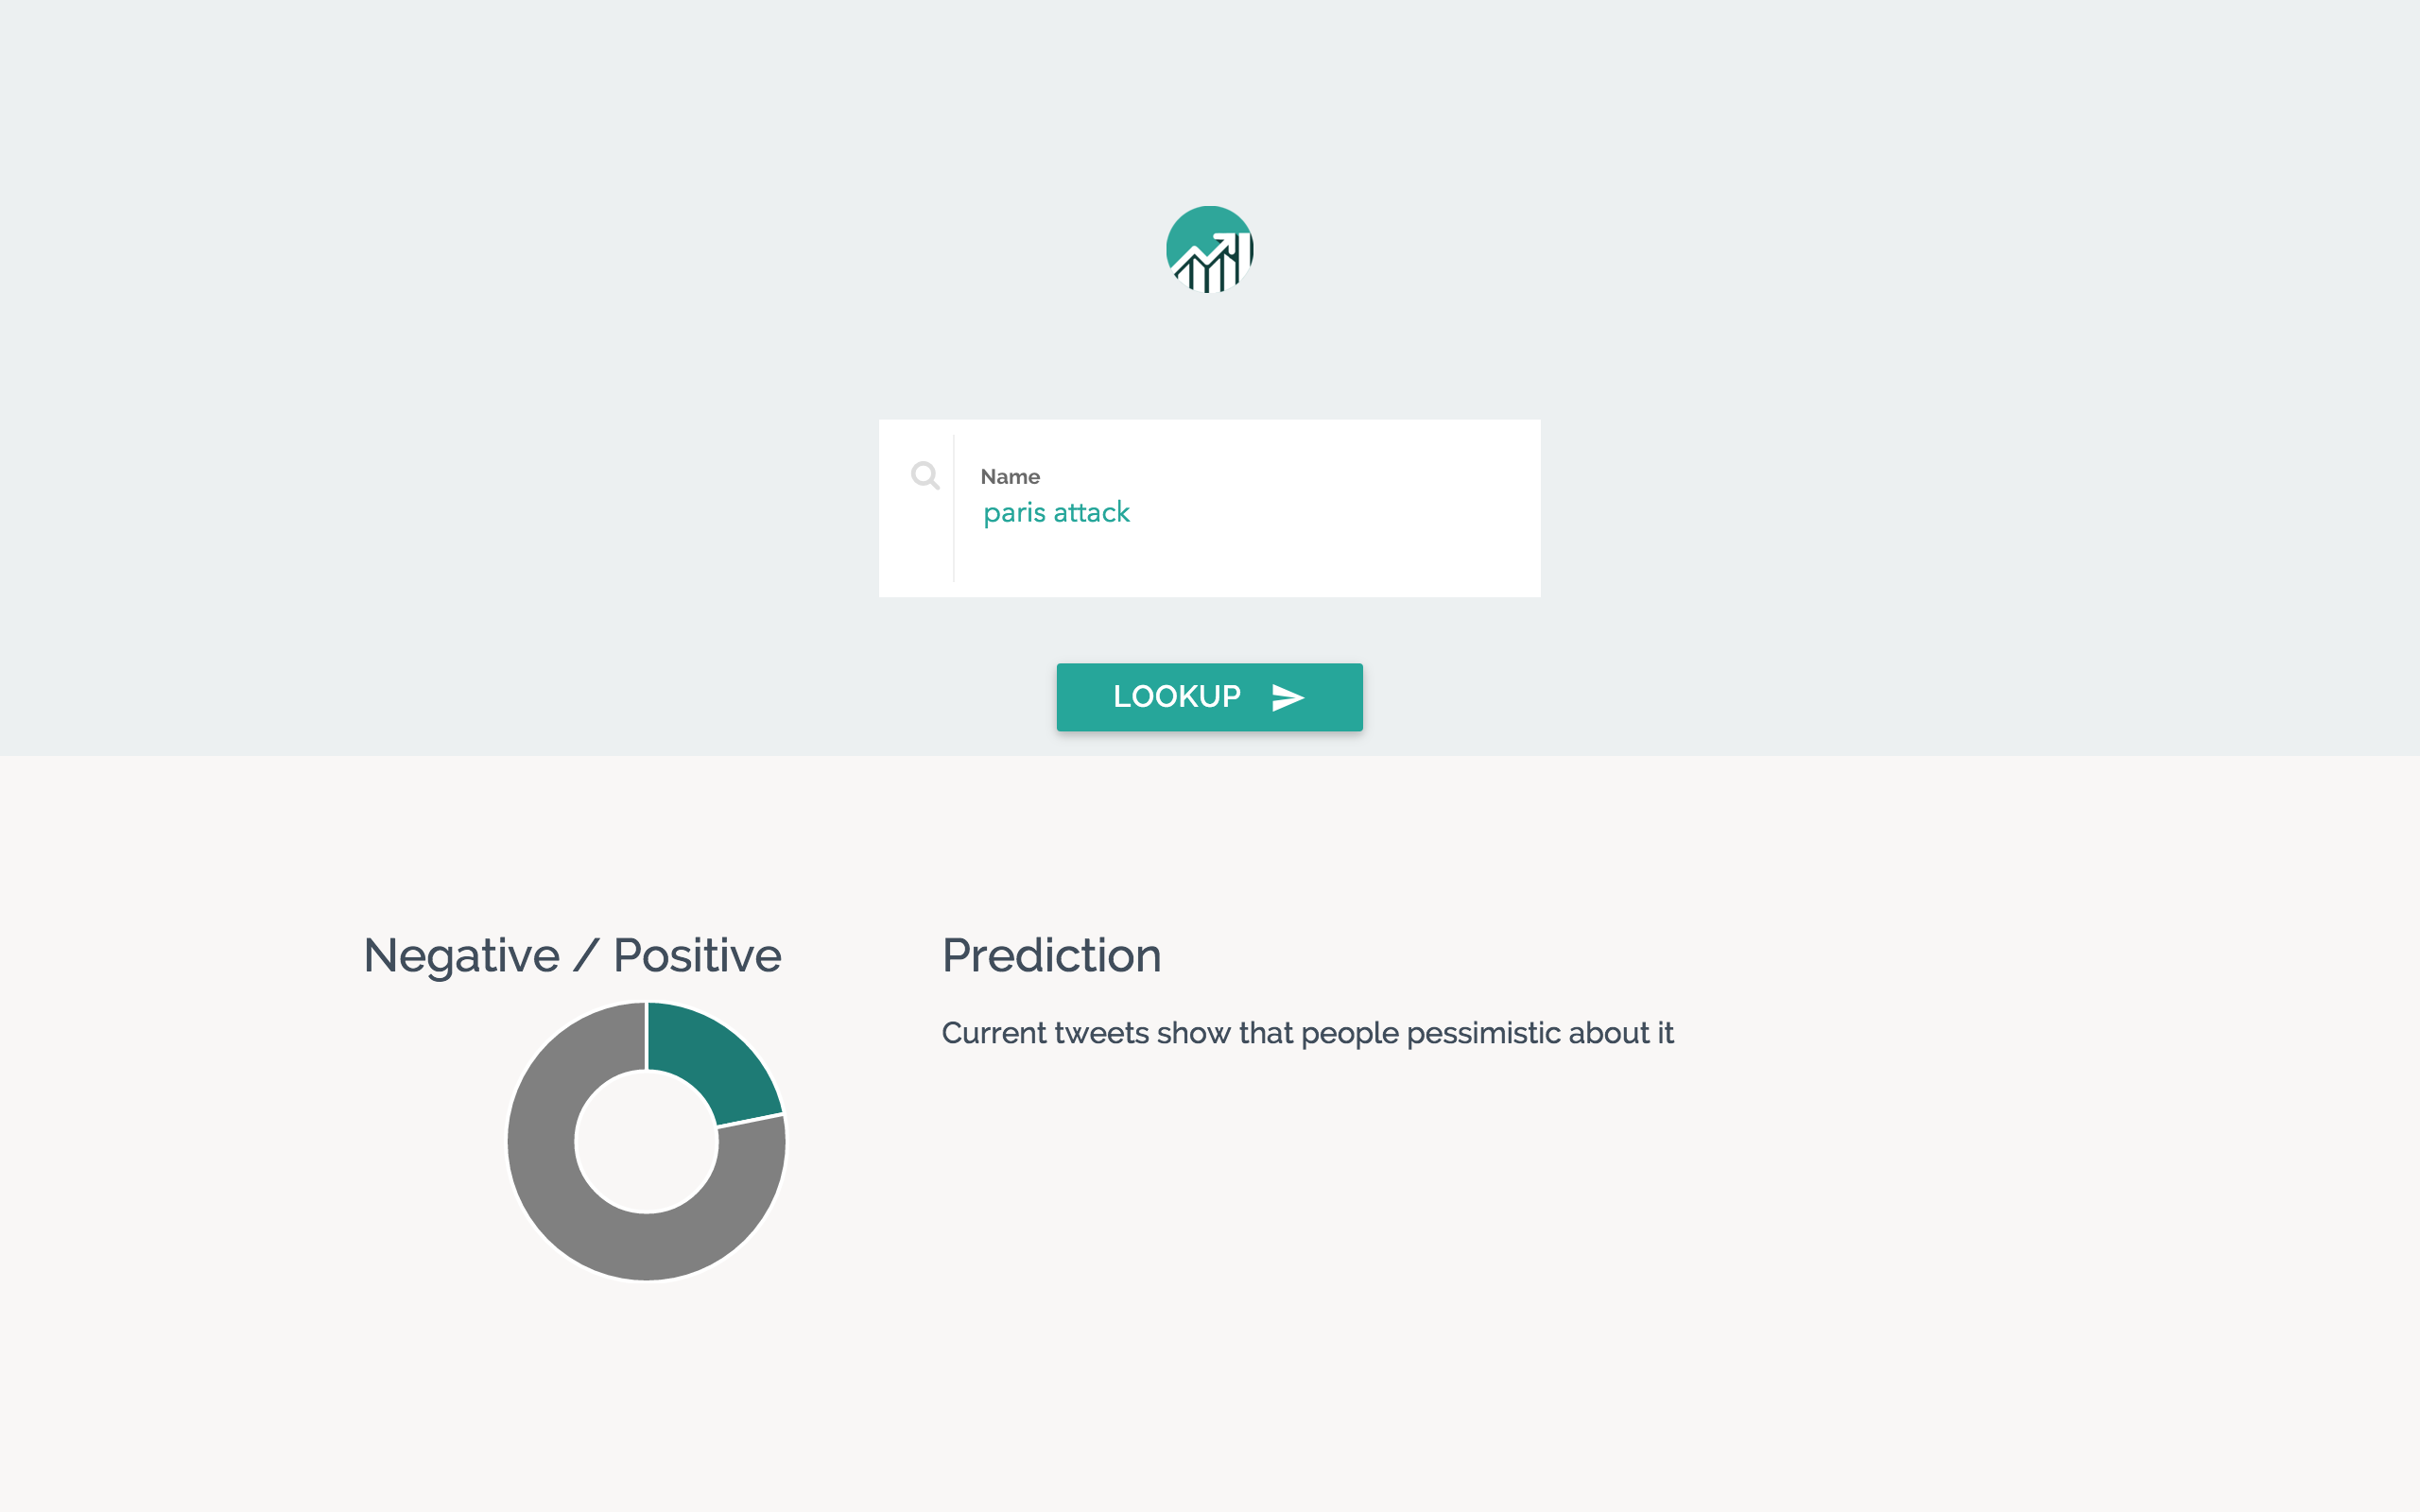 Name
paris attack
LOOKUP
Negative / Positive
Prediction
Current tweets show that people pessimistic about it